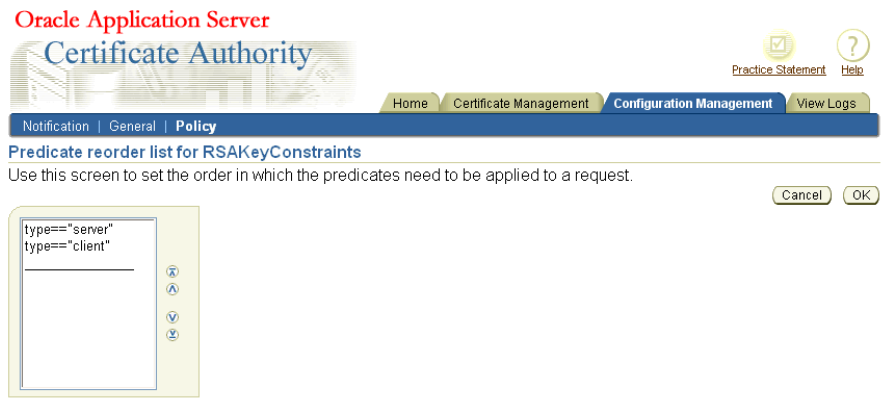 Oracle Application Server
Certificate Authority
Practice Statement
Help
Home
Certificate Management
Configuration Management
View Logs
Notification | General | Policy
Predicate reorder list for RSAKeyConstraints
Use this screen to set the order in which the predicates need to be applied to a request.
Cancel
OK
type=="server"
type=="client"